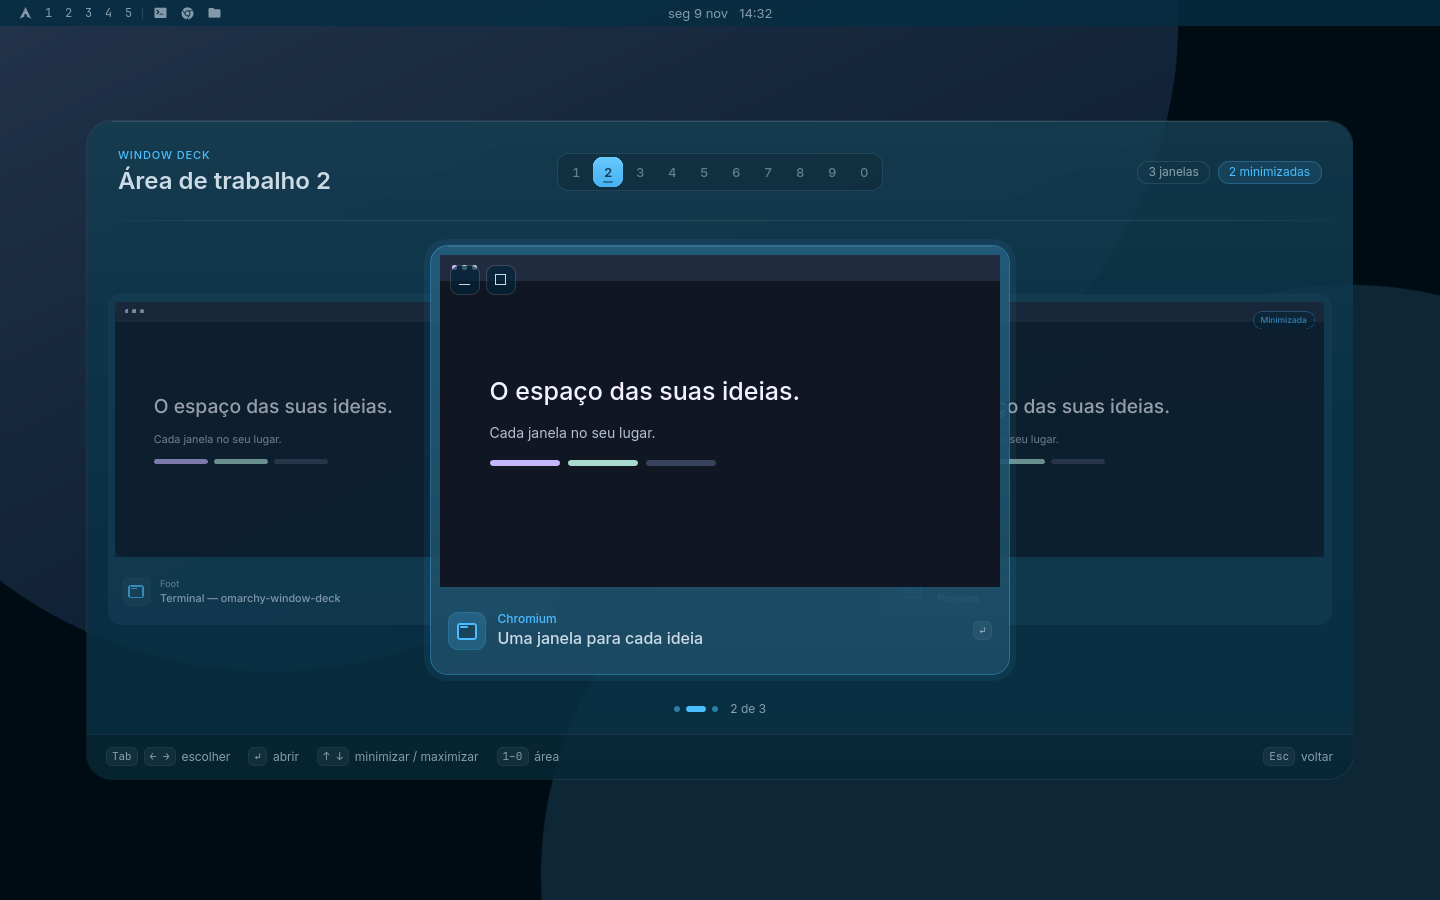 1 2 3 4 5
seg 9 nov 14:32
WINDOW DECK
Área de trabalho 2
1 2 3 4 5 6 7 8 9 0
3 janelas
2 minimizadas
O espaço das suas ideias.
Cada janela no seu lugar.
Foot
Terminal — omarchy-window-deck
O espaço das suas ideias.
Cada janela no seu lugar.
Chromium
Uma janela para cada ideia
↵
Minimizada
ço das suas ideias.
seu lugar.
Projetos
2 de 3
Tab ← → escolher ↵ abrir ↑ ↓ minimizar / maximizar 1–0 área
Esc voltar